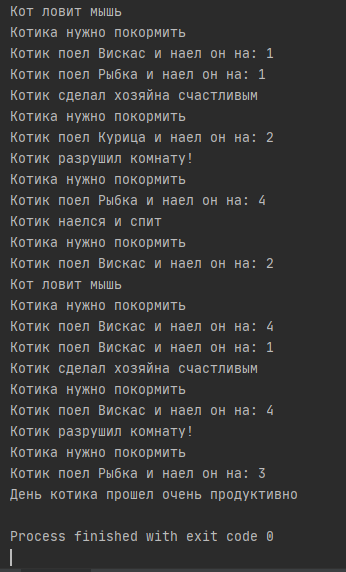 Кот ловит мышь
Котика нужно покормить
Котик поел Вискас и наел он на: 1
Котик поел Рыбка и наел он на: 1
Котик сделал хозяйна счастливым
Котика нужно покормить
Котик поел Курица и наел он на: 2
Котик разрушил комнату!
Котика нужно покормить
Котик поел Рыбка и наел он на: 4
Котик наелся и спит
Котика нужно покормить
Котик поел Вискас и наел он на: 2
Кот ловит мышь
Котика нужно покормить
Котик поел Вискас и наел он на: 4
Котик поел Вискас и наел он на: 1
Котик сделал хозяйна счастливым
Котика нужно покормить
Котик поел Вискас и наел он на: 4
Котик разрушил комнату!
Котика нужно покормить
Котик поел Рыбка и наел он на: 3
День котика прошел очень продуктивно
Process finished with exit code 0